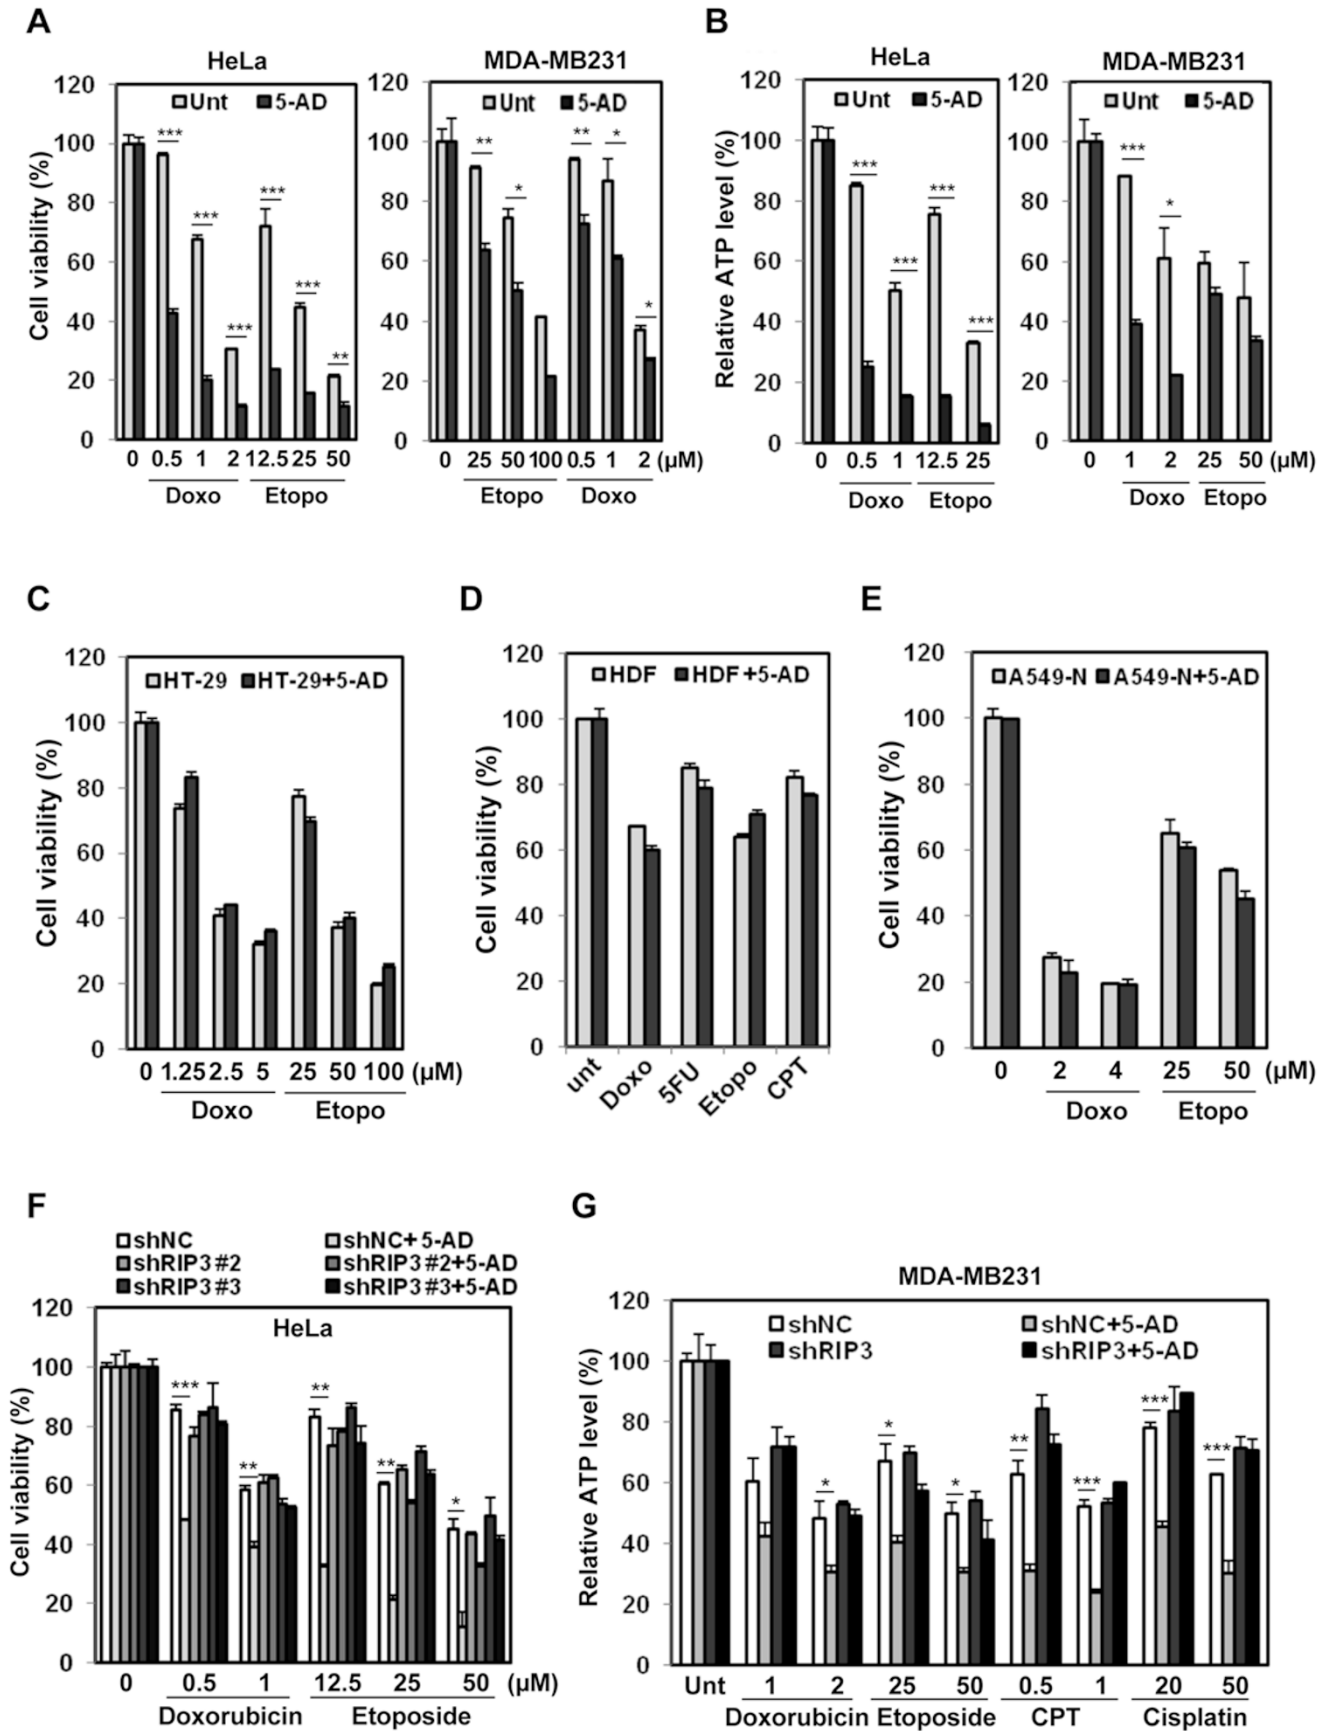 A
B
HeLa
MDA-MB231
HeLa
MDA-MB231
120
100
80
60
40
20
0
Cell viability (%)
Unt 5-AD
*** *** *** *** *** **
0 0.5 1 2 12.5 25 50
Doxo Etopo
120
100
80
60
40
20
0
Unt 5-AD
** * ** * *
0 25 50 100 0.5 1 2 (µM)
Etopo Doxo
120
100
80
60
40
20
0
Relative ATP level (%)
Unt 5-AD
*** *** *** ***
0 0.5 1 12.5 25
Doxo Etopo
120
100
80
60
40
20
0
Unt 5-AD
*** *
0 1 2 25 50 (µM)
Doxo Etopo
C
120
100
80
60
40
20
0
Cell viability (%)
HT-29 HT-29+5-AD
0 1.25 2.5 5 25 50 100 (µM)
Doxo Etopo
D
120
100
80
60
40
20
0
Cell viability (%)
HDF HDF+5-AD
unt Doxo 5FU Etopo CPT
E
120
100
80
60
40
20
0
Cell viability (%)
A549-N A549-N+5-AD
0 2 4 25 50 (µM)
Doxo Etopo
F
shNC shNC+5-AD
shRIP3#2 shRIP3#2+5-AD
shRIP3#3 shRIP3#3+5-AD
HeLa
120
100
80
60
40
20
0
Cell viability (%)
*** ** ** ** *
0 0.5 1 12.5 25 50 (µM)
Doxorubicin Etoposide
G
MDA-MB231
shNC shNC+5-AD
shRIP3 shRIP3+5-AD
120
100
80
60
40
20
0
Relative ATP level (%)
* * * ** *** *** ***
Unt 1 2 25 50 0.5 1 20 50
Doxorubicin Etoposide CPT Cisplatin